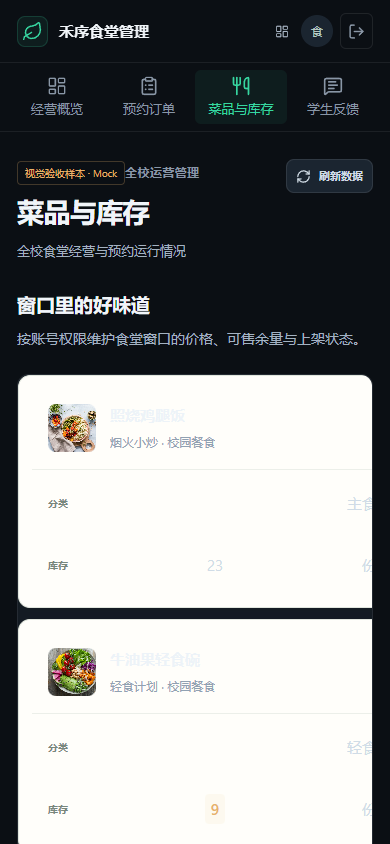 禾序食堂管理
食
经营概览
预约订单
菜品与库存
学生反馈
视觉验收样本 · Mock
全校运营管理
刷新数据
菜品与库存
全校食堂经营与预约运行情况
窗口里的好味道
按账号权限维护食堂窗口的价格、可售余量与上架状态。
照烧鸡腿饭
烟火小炒 · 校园餐食
分类
主食
库存
23
份
牛油果轻食碗
轻食计划 · 校园餐食
分类
轻食
库存
9
份